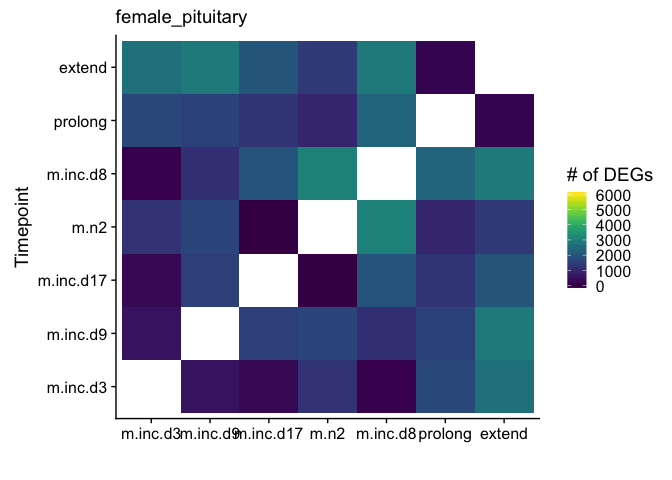 female_pituitary
extend
prolong
m.inc.d8
m.n2
m.inc.d17
m.inc.d9
m.inc.d3
Timepoint
m.inc.d3 m.inc.d9 m.inc.d17 m.n2 m.inc.d8 prolong extend
# of DEGs
6000
5000
4000
3000
2000
1000
0